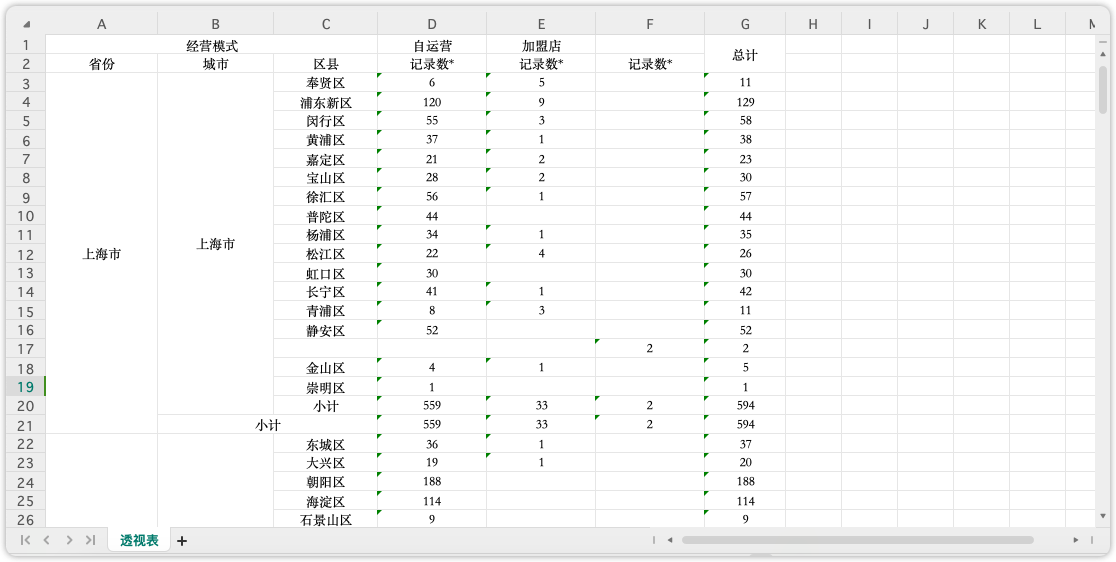 A B C D E F G H I J K L M
1 经营模式 自运营 加盟店 总计
2 省份 城市 区县 记录数* 记录数* 记录数*
3 奉贤区 6 5 11
4 浦东新区 120 9 129
5 闵行区 55 3 58
6 黄浦区 37 1 38
7 嘉定区 21 2 23
8 宝山区 28 2 30
9 徐汇区 56 1 57
10 普陀区 44 44
11 杨浦区 34 1 35
12 上海市 上海市 松江区 22 4 26
13 虹口区 30 30
14 长宁区 41 1 42
15 青浦区 8 3 11
16 静安区 52 52
17 2 2
18 金山区 4 1 5
19 崇明区 1 1
20 小计 559 33 2 594
21 小计 559 33 2 594
22 东城区 36 1 37
23 大兴区 19 1 20
24 朝阳区 188 188
25 海淀区 114 114
26 石景山区 9 9
透视表 +